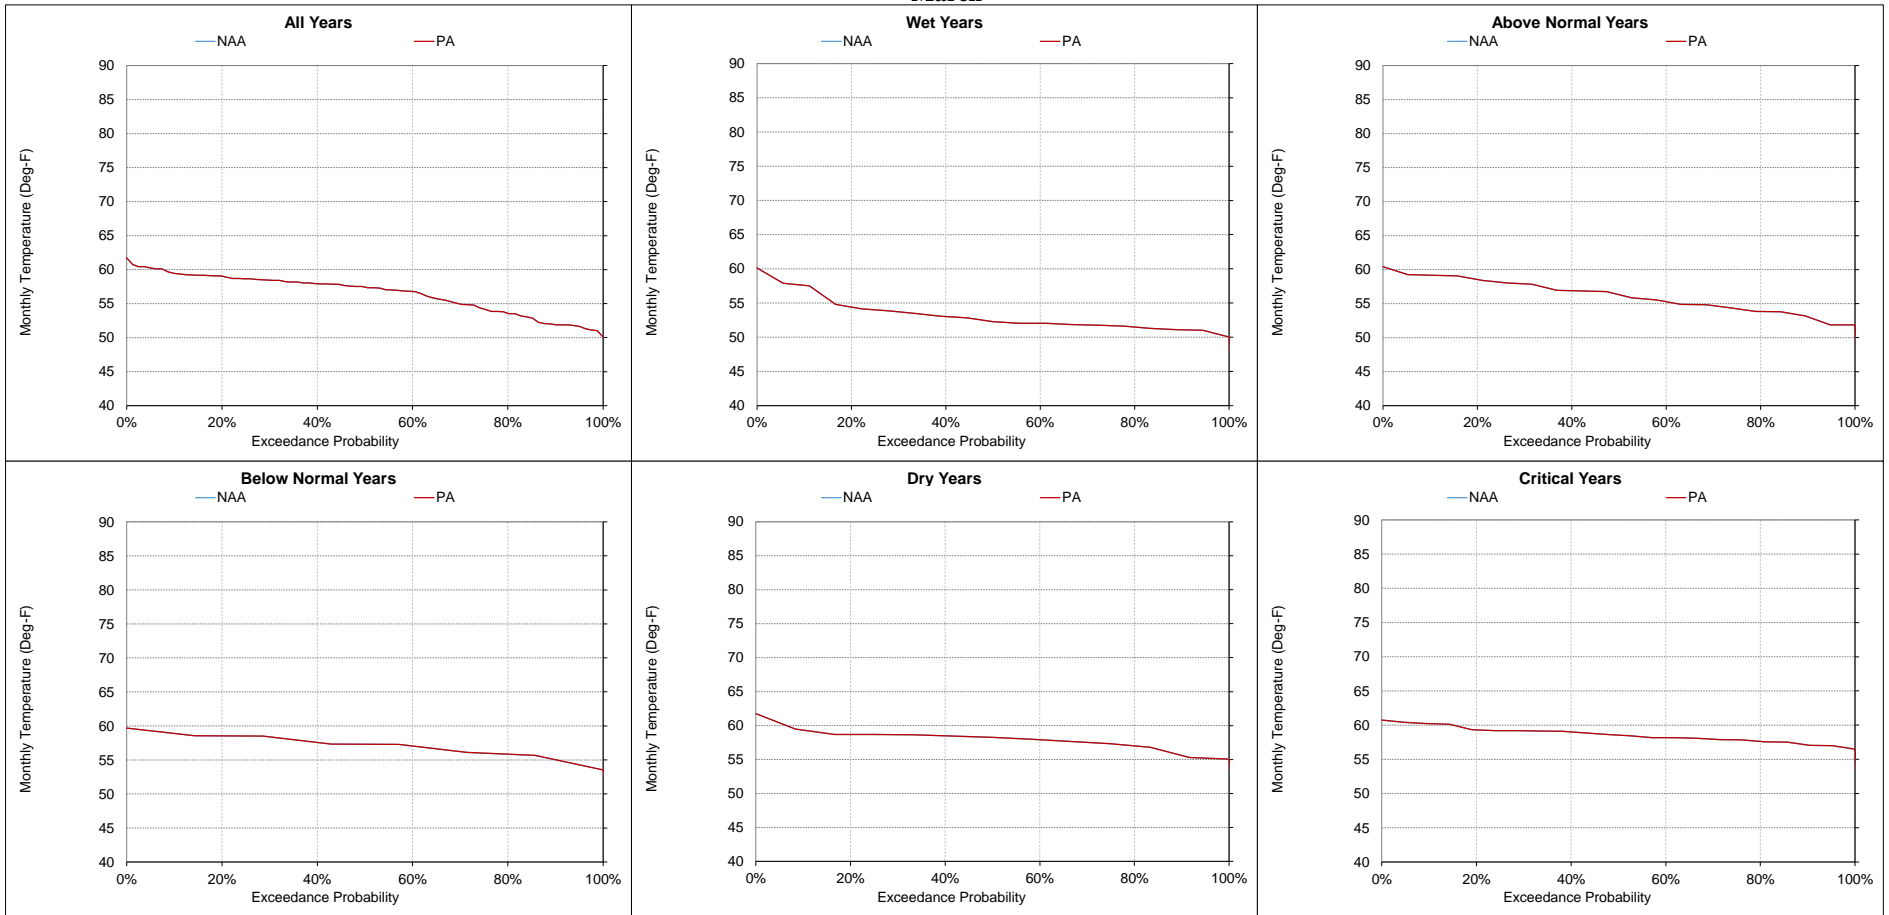 All Years
NAA PA
90
85
80
75
70
65
60
55
50
45
40
Monthly Temperature (Deg-F)
0% 20% 40% 60% 80% 100%
Exceedance Probability
Wet Years
NAA PA
90
85
80
75
70
65
60
55
50
45
40
Monthly Temperature (Deg-F)
0% 20% 40% 60% 80% 100%
Exceedance Probability
Above Normal Years
NAA PA
90
85
80
75
70
65
60
55
50
45
40
Monthly Temperature (Deg-F)
0% 20% 40% 60% 80% 100%
Exceedance Probability
Below Normal Years
NAA PA
90
85
80
75
70
65
60
55
50
45
40
Monthly Temperature (Deg-F)
0% 20% 40% 60% 80% 100%
Exceedance Probability
Dry Years
NAA PA
90
85
80
75
70
65
60
55
50
45
40
Monthly Temperature (Deg-F)
0% 20% 40% 60% 80% 100%
Exceedance Probability
Critical Years
NAA PA
90
85
80
75
70
65
60
55
50
45
40
Monthly Temperature (Deg-F)
0% 20% 40% 60% 80% 100%
Exceedance Probability